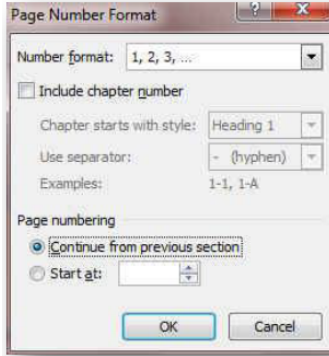 Page Number Format
Number format: 1, 2, 3, ...
Include chapter number
Chapter starts with style: Heading 1
Use separator: - (hyphen)
Examples: 1-1, 1-A
Page numbering
Continue from previous section
Start at:
OK Cancel